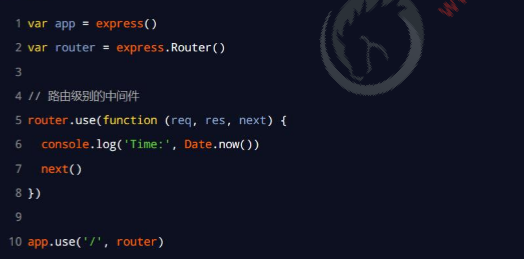 1 var app = express()
2 var router = express.Router()
3
4 // 路由级别的中间件
5 router.use(function (req, res, next) {
6   console.log('Time:', Date.now())
7   next()
8 })
9
10 app.use('/', router)